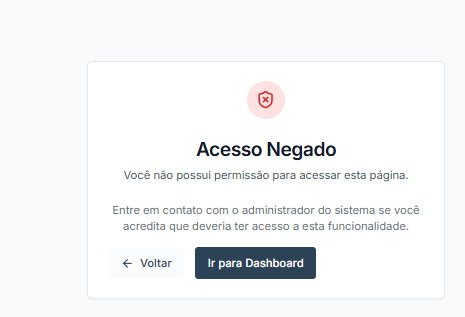 Acesso Negado
Você não possui permissão para acessar esta página.
Entre em contato com o administrador do sistema se você
acredita que deveria ter acesso a esta funcionalidade.
Voltar
Ir para Dashboard